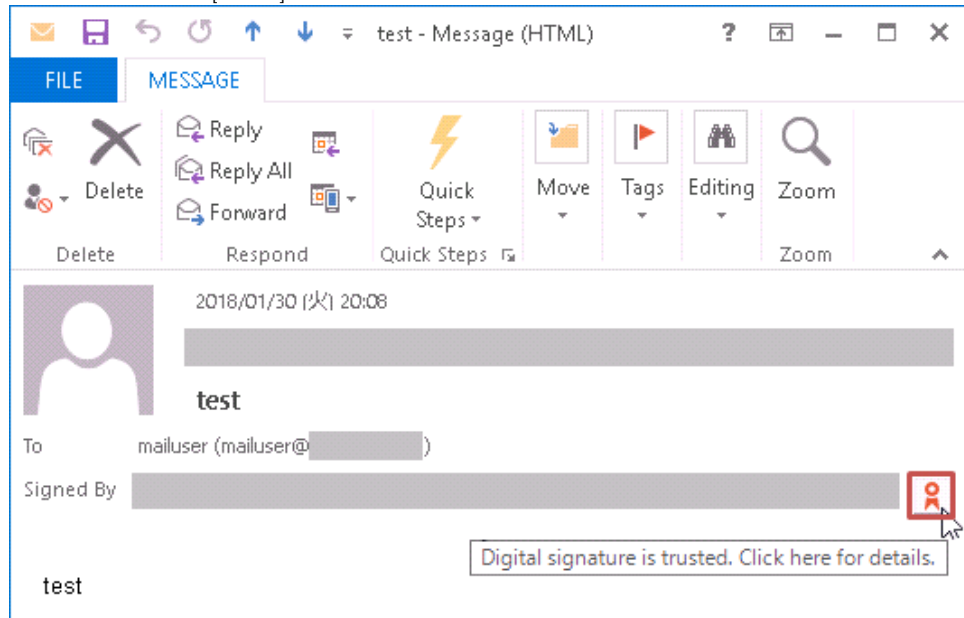 test - Message (HTML) ?
FILE MESSAGE
Reply
Reply All
Forward
Delete
Quick Steps
Move
Tags
Editing
Zoom
Delete Respond Quick Steps Zoom
2018/01/30 (火) 20:08
test
To mailuser (mailuser@ )
Signed By
Digital signature is trusted. Click here for details.
test